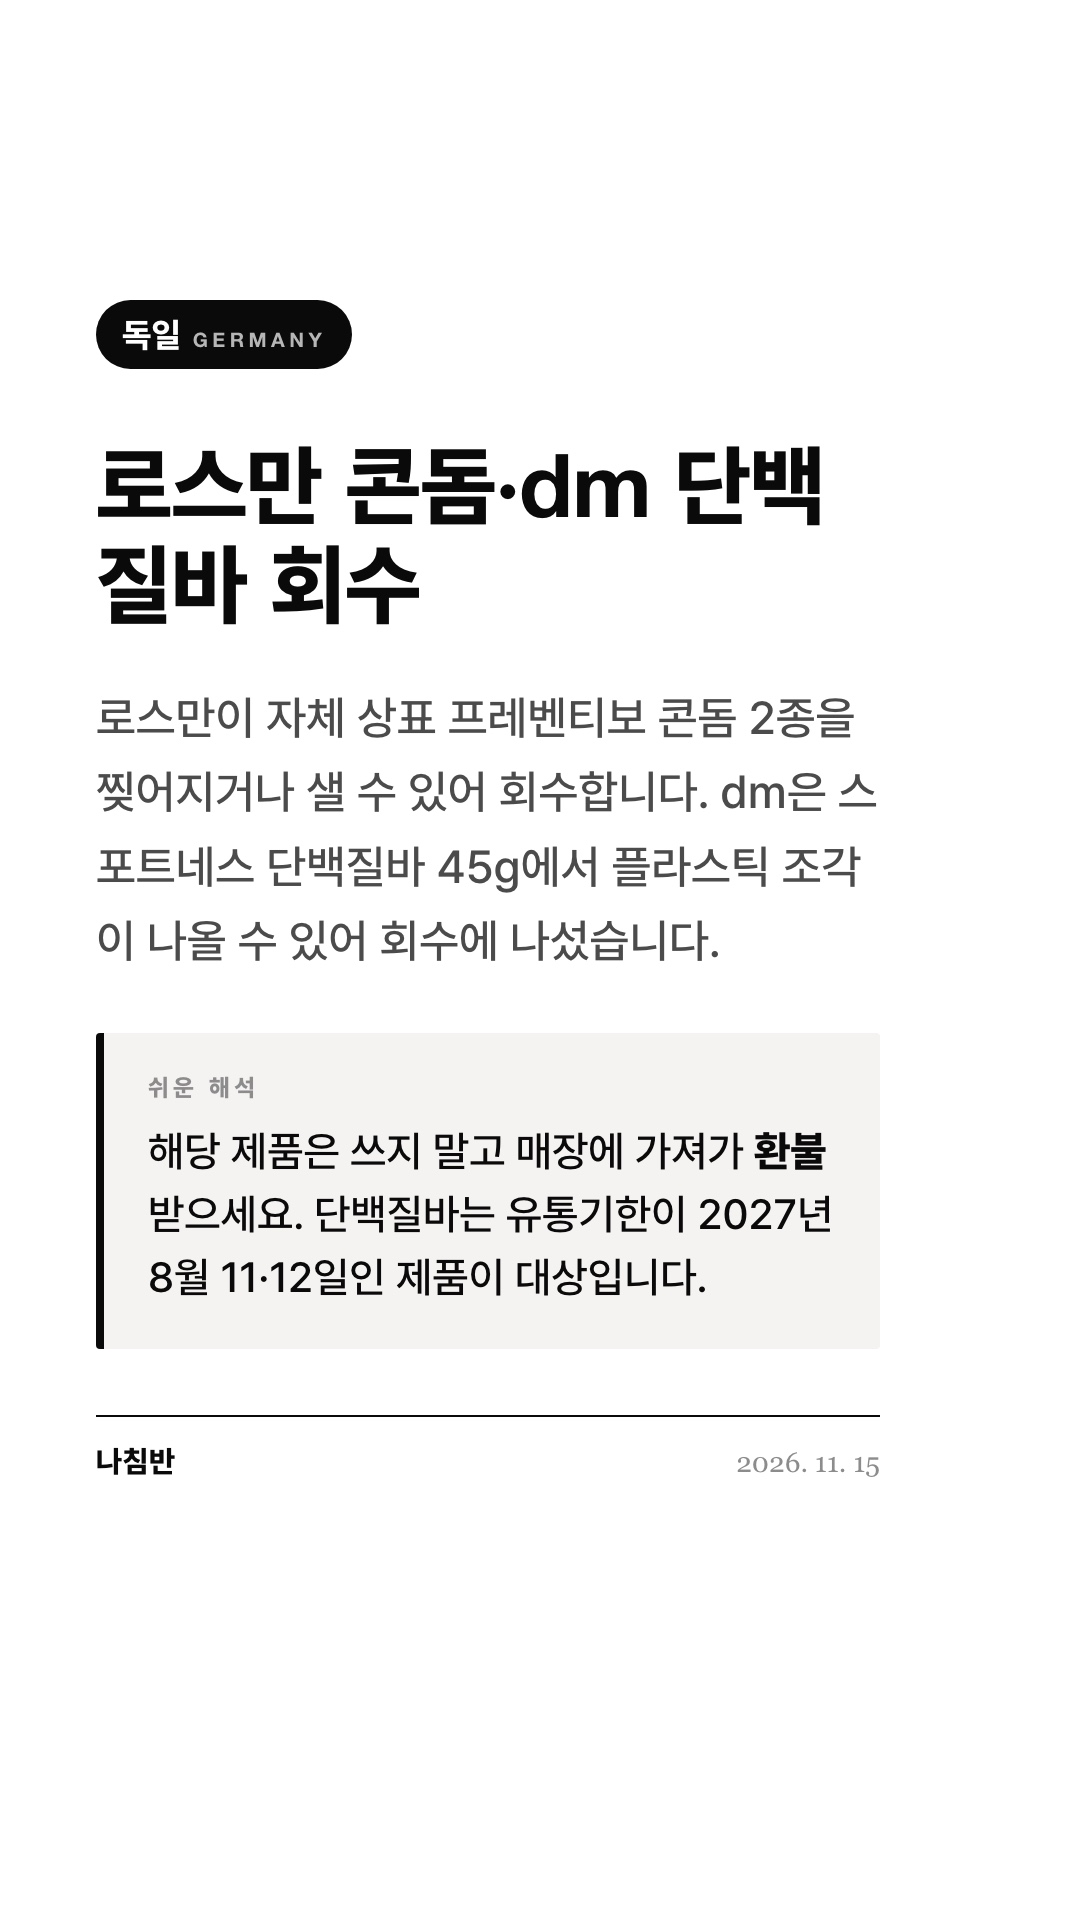 독일 GERMANY
로스만 콘돔·dm 단백
질바 회수
로스만이 자체 상표 프레벤티보 콘돔 2종을
찢어지거나 샐 수 있어 회수합니다. dm은 스
포트네스 단백질바 45g에서 플라스틱 조각
이 나올 수 있어 회수에 나섰습니다.
쉬운 해석
해당 제품은 쓰지 말고 매장에 가져가 환불
받으세요. 단백질바는 유통기한이 2027년
8월 11·12일인 제품이 대상입니다.
나침반
2026. 11. 15